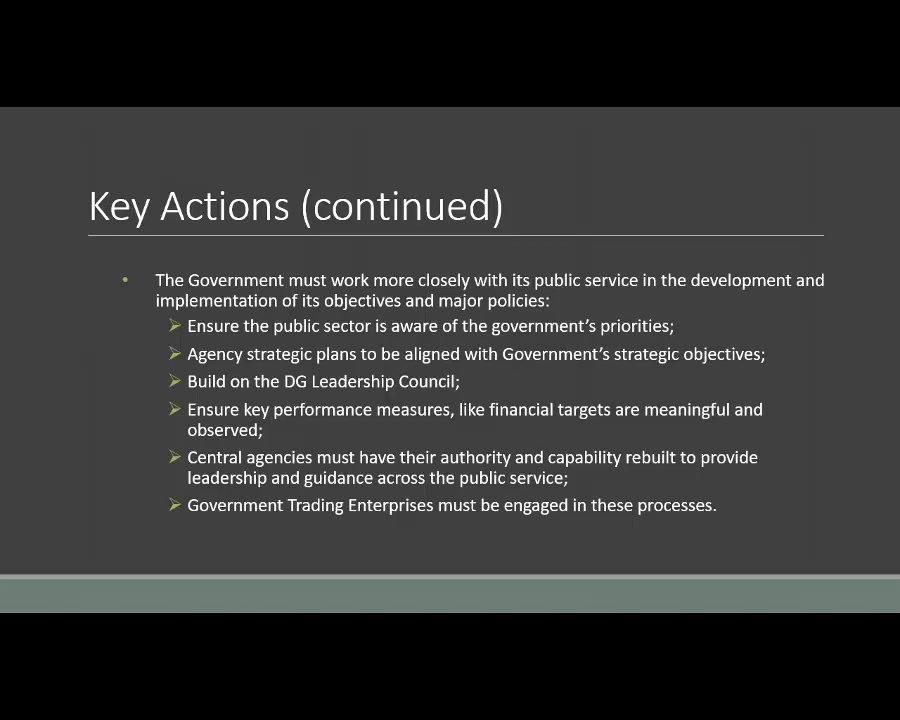 Key Actions (continued)
• The Government must work more closely with its public service in the development and
implementation of its objectives and major policies:
➢ Ensure the public sector is aware of the government's priorities;
➢ Agency strategic plans to be aligned with Government's strategic objectives;
➢ Build on the DG Leadership Council;
➢ Ensure key performance measures, like financial targets are meaningful and
observed;
➢ Central agencies must have their authority and capability rebuilt to provide
leadership and guidance across the public service;
➢ Government Trading Enterprises must be engaged in these processes.